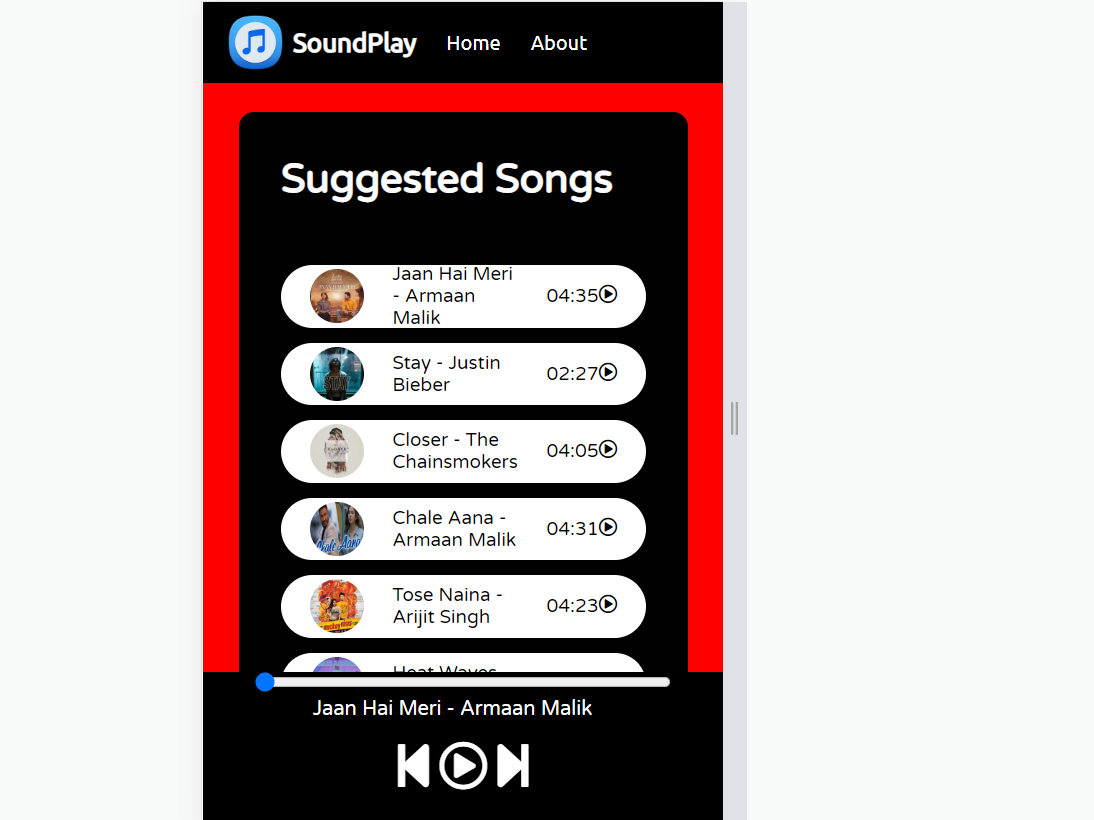 SoundPlay Home About
Suggested Songs
Jaan Hai Meri
- Armaan
Malik
04:35
Stay - Justin
Bieber
02:27
Closer - The
Chainsmokers
04:05
Chale Aana -
Armaan Malik
04:31
Tose Naina -
Arijit Singh
04:23
Heat Waves
Jaan Hai Meri - Armaan Malik